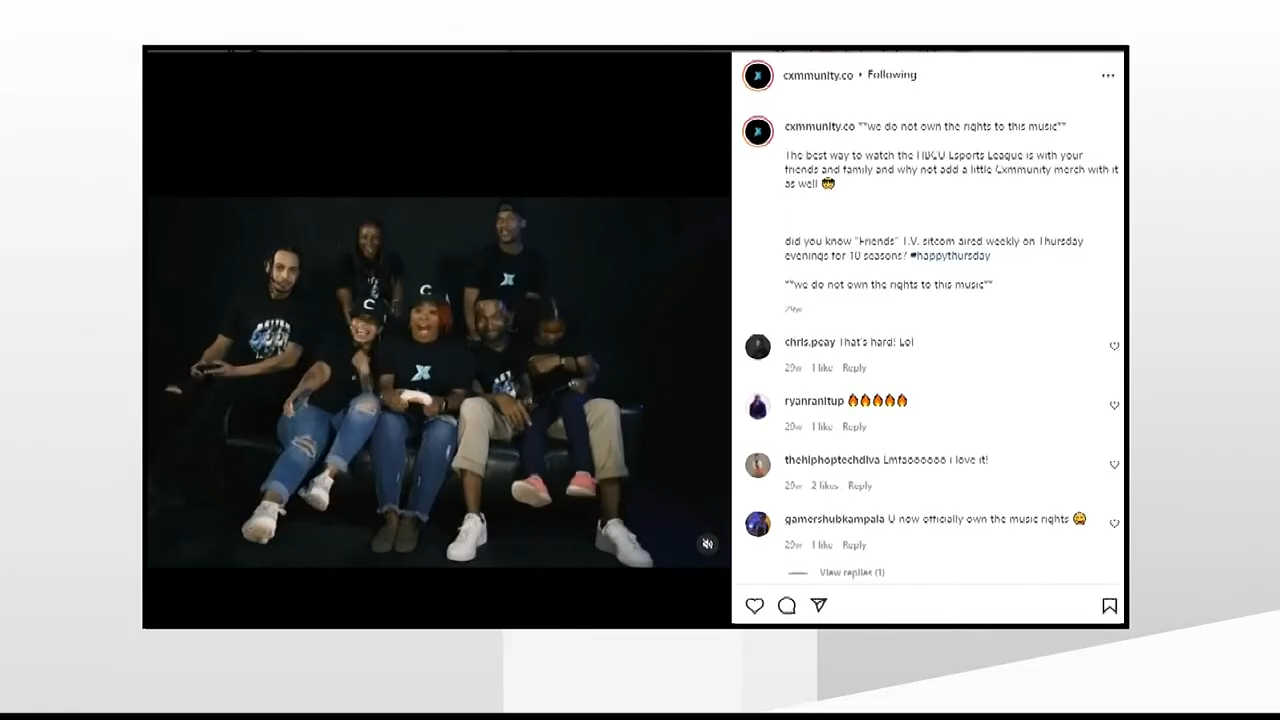 cxmmunity.co • Following
cxmmunity.co **we do not own the rights to this music**
The best way to watch the HBCU Esports League is with your
friends and family and why not add a little Cxmmunity merch with it
as well 🤓
did you know "Friends" T.V. sitcom aired weekly on Thursday
evenings for 10 seasons? #happythursday
**we do not own the rights to this music**
29w
chris.peay That's hard! Lol
29w 1 like Reply
ryanranitup 🔥🔥🔥🔥🔥
29w 1 like Reply
thehiphoptechdiva Lmfaoooooo i love it!
29w 2 likes Reply
gamershubkampala U now officially own the music rights
29w 1 like Reply
View replies (1)
C
C
X
X